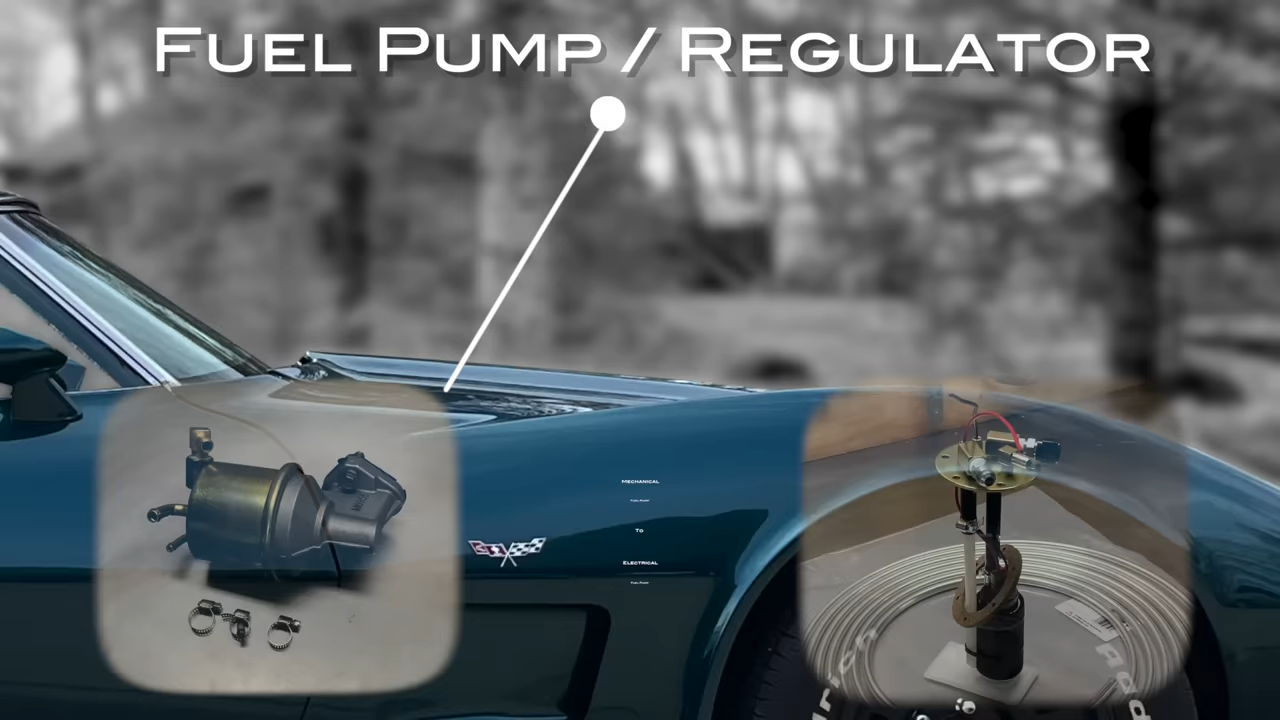 Fuel Pump / Regulator
Mechanical
Fuel Pump
To
Electrical
Fuel Pump